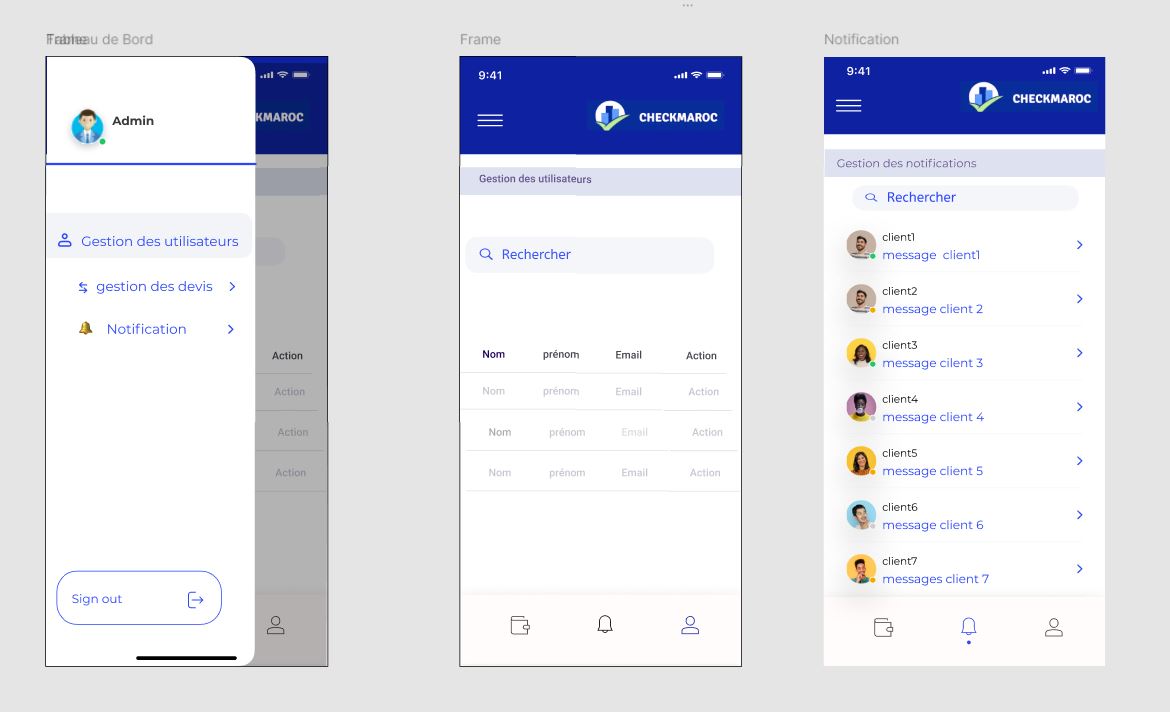 Tableau de Bord
Admin
KMAROC
Gestion des utilisateurs
gestion des devis
Notification
Action
Action
Action
Action
Sign out
Frame
9:41
CHECKMAROC
Gestion des utilisateurs
Rechercher
Nom prénom Email Action
Nom prénom Email Action
Nom prénom Email Action
Nom prénom Email Action
Notification
9:41
CHECKMAROC
Gestion des notifications
Rechercher
client1
message client1
client2
message client 2
client3
message cilent 3
client4
message client 4
client5
message client 5
client6
message client 6
client7
messages client 7